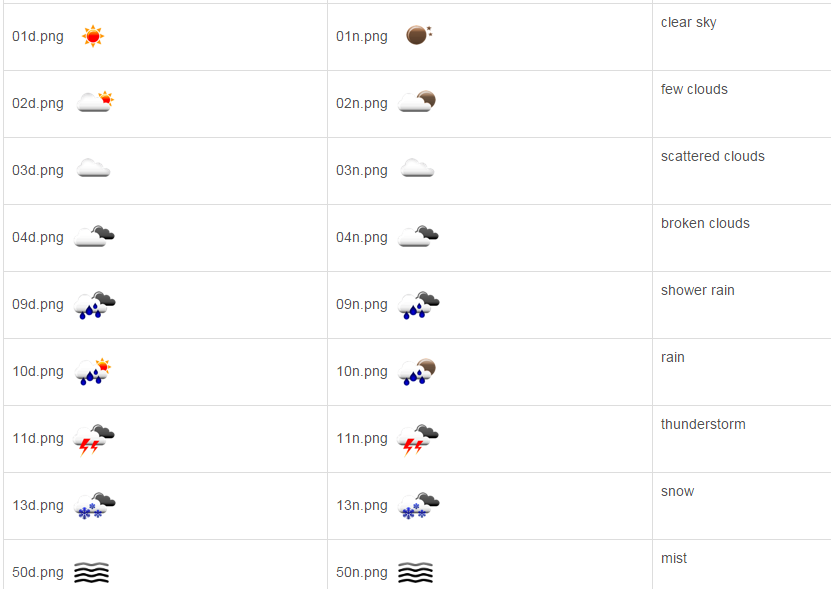 01d.png 01n.png clear sky
02d.png 02n.png few clouds
03d.png 03n.png scattered clouds
04d.png 04n.png broken clouds
09d.png 09n.png shower rain
10d.png 10n.png rain
11d.png 11n.png thunderstorm
13d.png 13n.png snow
50d.png 50n.png mist